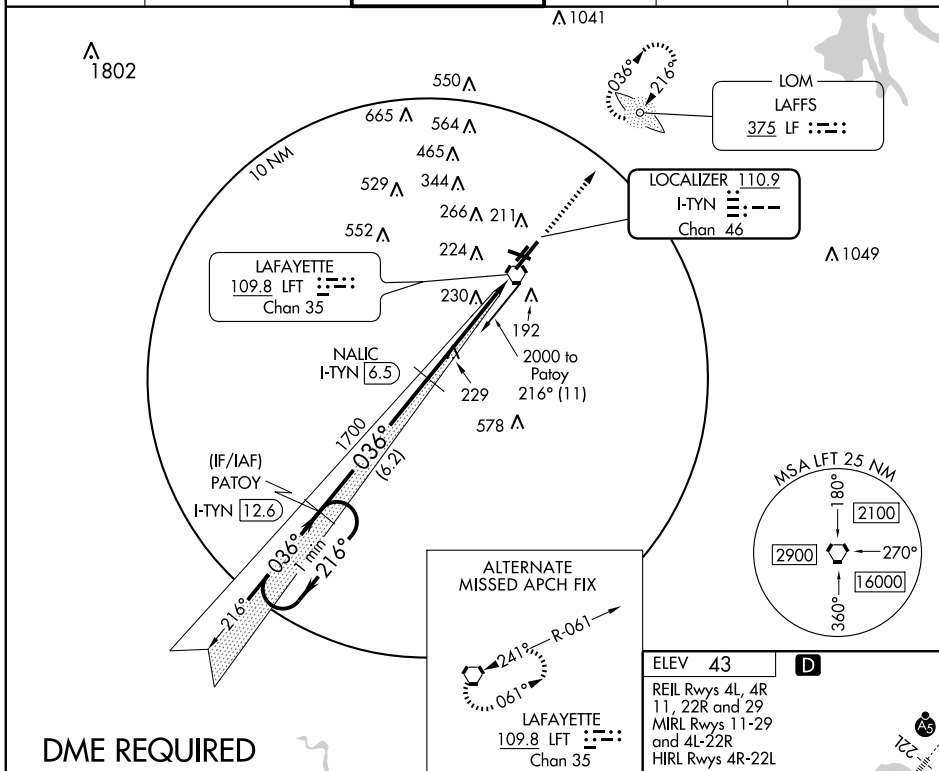 1041
1802
036°
216°
LOM
LAFFS
375 LF
550
665
564
10 NM
465
529
344
LOCALIZER 110.9
I-TYN
Chan 46
266
211
552
224
1049
LAFAYETTE
109.8 LFT
Chan 35
230
192
NALIC
I-TYN 6.5
2000 to
Patoy
216° (11)
229
578
1700
036°
(6.2)
(IF/IAF)
PATOY
I-TYN 12.6
036°
1 min
216°
216°
MSA LFT 25 NM
180°
2100
2900
270°
16000
360°
ALTERNATE
MISSED APCH FIX
R-061
241°
061°
LAFAYETTE
109.8 LFT
Chan 35
ELEV 43
D
REIL Rwys 4L, 4R
11, 22R and 29
MIRL Rwys 11-29
and 4L-22R
HIRL Rwys 4R-22L
A5
22L
DME REQUIRED